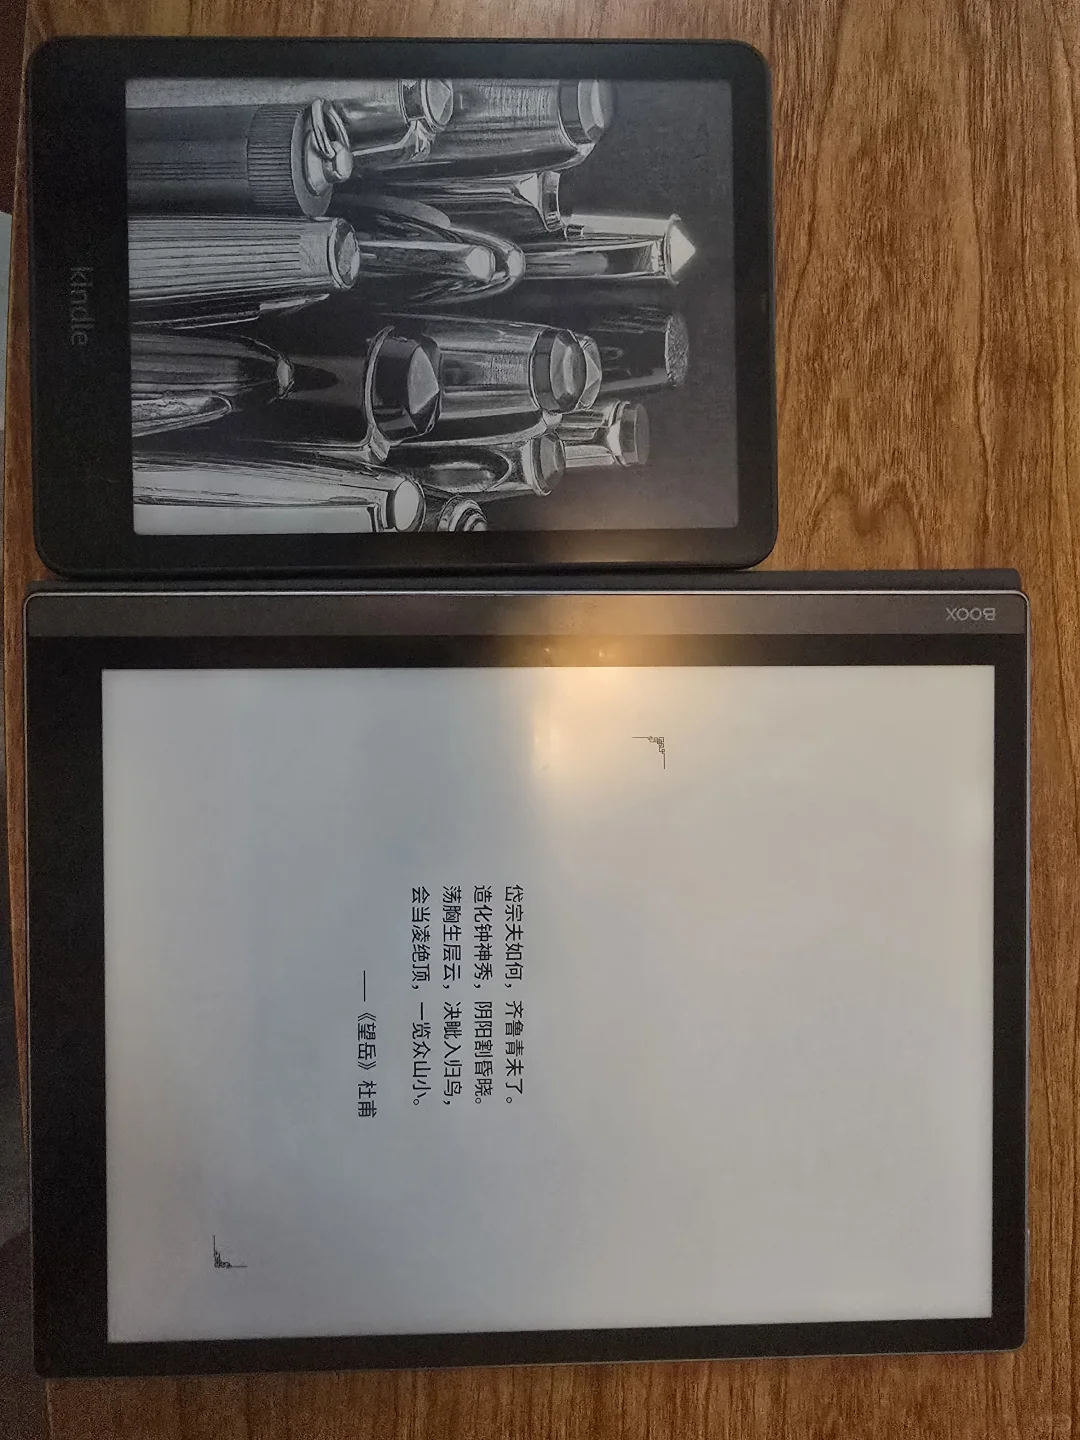 kindle
BOOX
岱宗夫如何，齐鲁青未了。
造化钟神秀，阴阳割昏晓。
荡胸生层云，决眦入归鸟，
会当凌绝顶，一览众山小。
——《望岳》杜甫